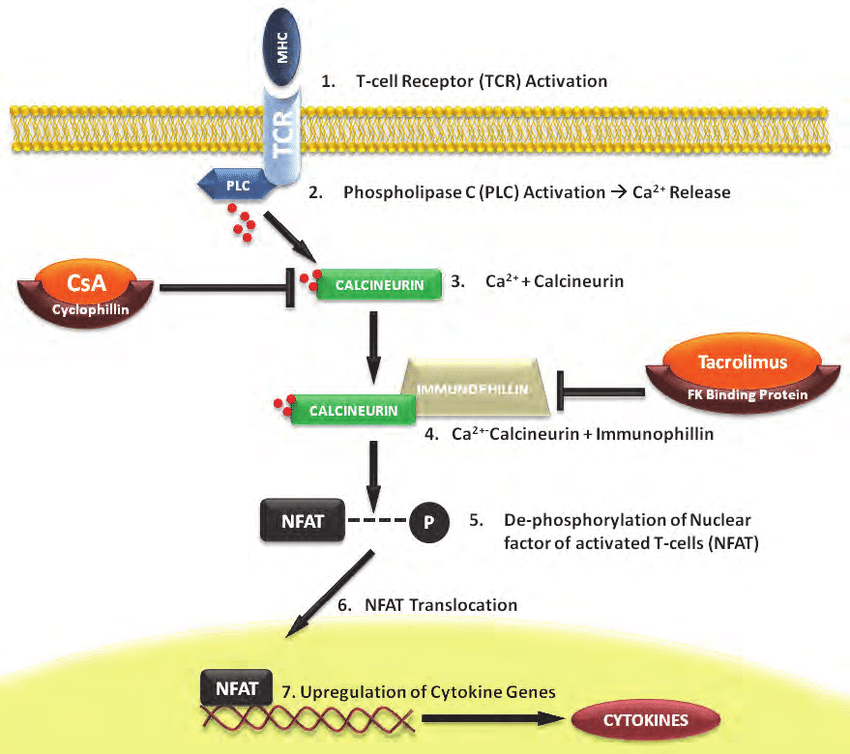 MHC
1. T-cell Receptor (TCR) Activation
TCR
PLC
2. Phospholipase C (PLC) Activation → Ca²⁺ Release
CsA
Cyclophillin
CALCINEURIN
3. Ca²⁺ + Calcineurin
IMMUNOPHILLIN
Tacrolimus
FK Binding Protein
CALCINEURIN
4. Ca²⁺-Calcineurin + Immunophillin
NFAT
P
5. De-phosphorylation of Nuclear
factor of activated T-cells (NFAT)
6. NFAT Translocation
NFAT
7. Upregulation of Cytokine Genes
CYTOKINES